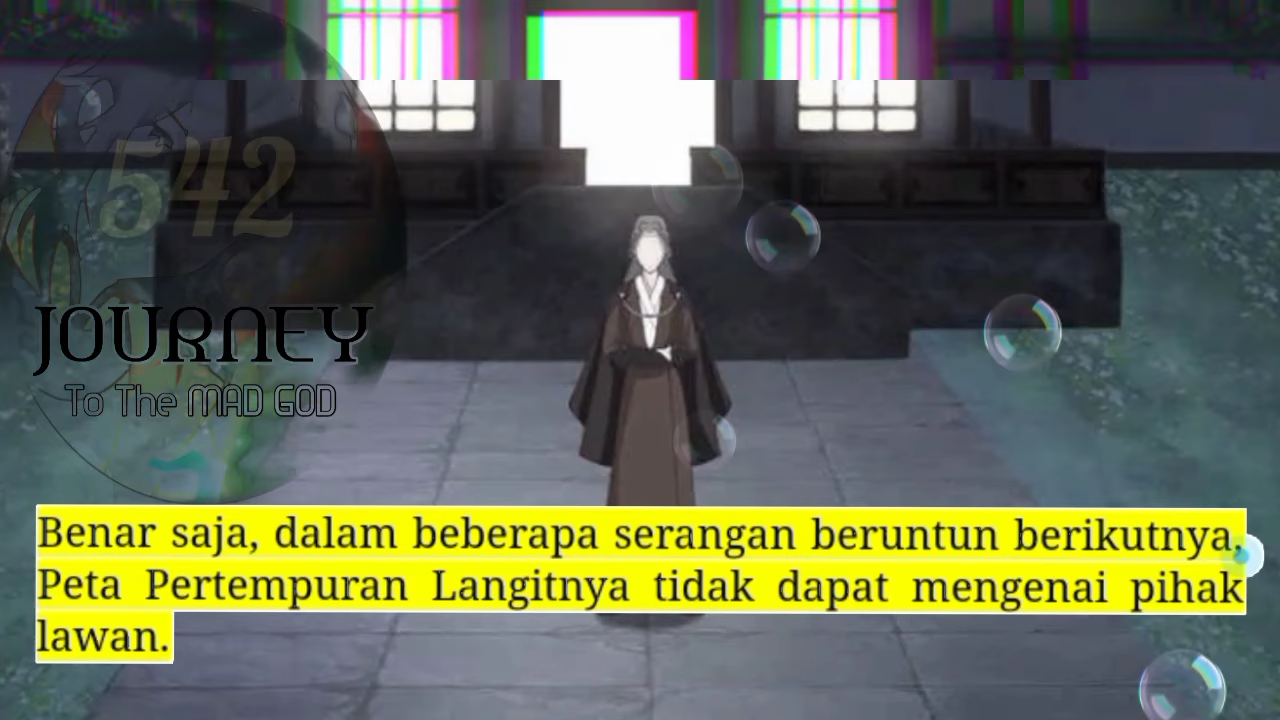 542
JOURNEY
To The MAD GOD
Benar saja, dalam beberapa serangan beruntun berikutnya,
Peta Pertempuran Langitnya tidak dapat mengenai pihak
lawan.